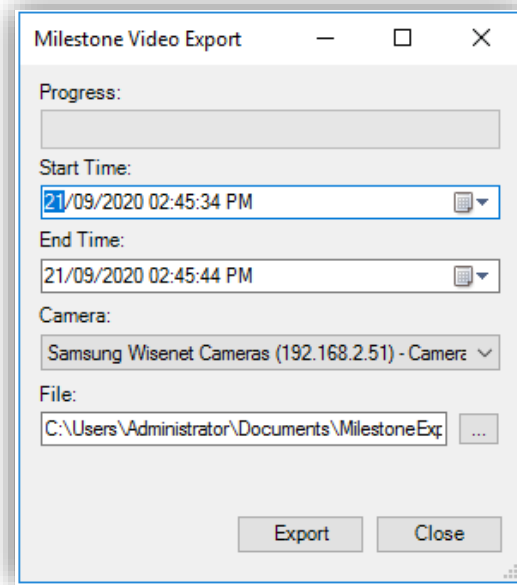 Milestone Video Export
Progress:
Start Time:
21/09/2020 02:45:34 PM
End Time:
21/09/2020 02:45:44 PM
Camera:
Samsung Wisenet Cameras (192.168.2.51) - Camera
File:
C:\Users\Administrator\Documents\MilestoneExp
...
Export Close